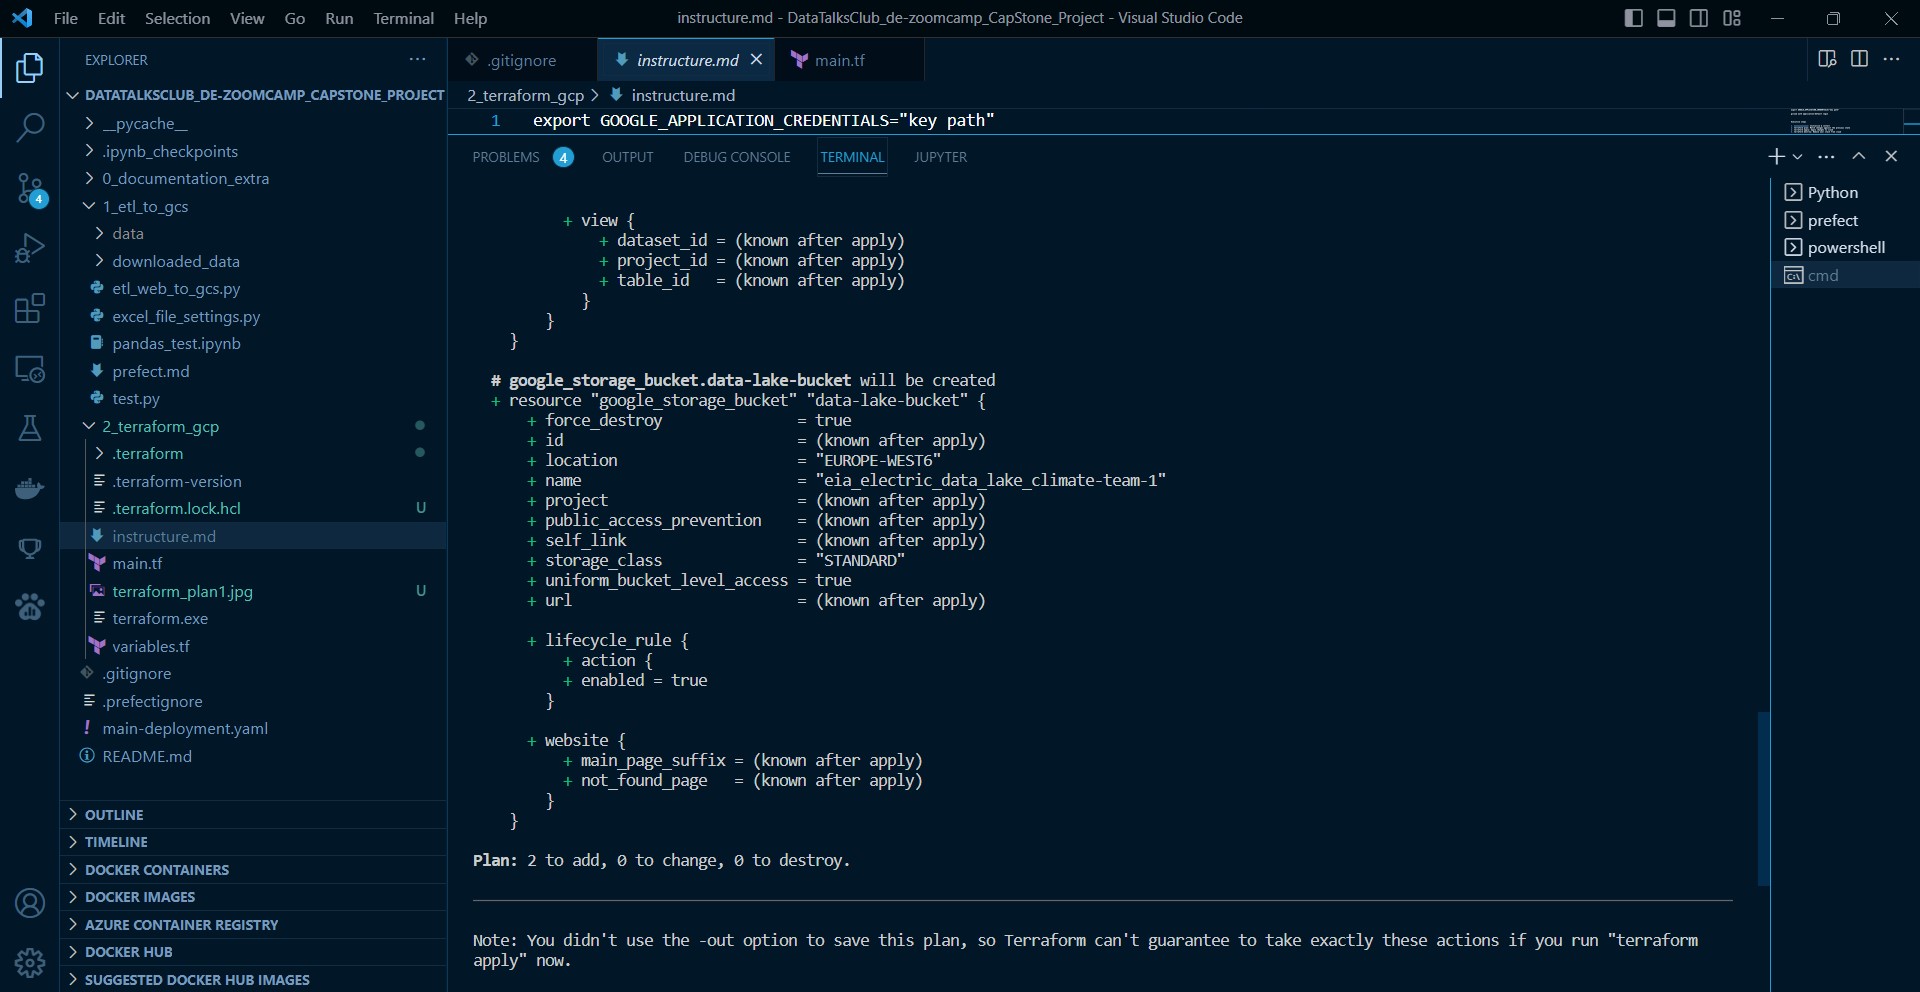 File Edit Selection View Go Run Terminal Help
instructure.md - DataTalksClub_de-zoomcamp_CapStone_Project - Visual Studio Code
EXPLORER
DATATALKSCLUB_DE-ZOOMCAMP_CAPSTONE_PROJECT
__pycache__
.ipynb_checkpoints
0_documentation_extra
1_etl_to_gcs
data
downloaded_data
etl_web_to_gcs.py
excel_file_settings.py
pandas_test.ipynb
prefect.md
test.py
2_terraform_gcp
.terraform
.terraform-version
.terraform.lock.hcl U
instructure.md
main.tf
terraform_plan1.jpg U
terraform.exe
variables.tf
.gitignore
.prefectignore
main-deployment.yaml
README.md
OUTLINE
TIMELINE
DOCKER CONTAINERS
DOCKER IMAGES
AZURE CONTAINER REGISTRY
DOCKER HUB
SUGGESTED DOCKER HUB IMAGES
4
.gitignore instructure.md main.tf
2_terraform_gcp > instructure.md
1 export GOOGLE_APPLICATION_CREDENTIALS="key path"
PROBLEMS 4 OUTPUT DEBUG CONSOLE TERMINAL JUPYTER
+ view {
+ dataset_id = (known after apply)
+ project_id = (known after apply)
+ table_id = (known after apply)
}
}
}
# google_storage_bucket.data-lake-bucket will be created
+ resource "google_storage_bucket" "data-lake-bucket" {
+ force_destroy = true
+ id = (known after apply)
+ location = "EUROPE-WEST6"
+ name = "eia_electric_data_lake_climate-team-1"
+ project = (known after apply)
+ public_access_prevention = (known after apply)
+ self_link = (known after apply)
+ storage_class = "STANDARD"
+ uniform_bucket_level_access = true
+ url = (known after apply)
+ lifecycle_rule {
+ action {
+ enabled = true
}
+ website {
+ main_page_suffix = (known after apply)
+ not_found_page = (known after apply)
}
}
Plan: 2 to add, 0 to change, 0 to destroy.
Note: You didn't use the -out option to save this plan, so Terraform can't guarantee to take exactly these actions if you run "terraform
apply" now.
Python
prefect
powershell
cmd